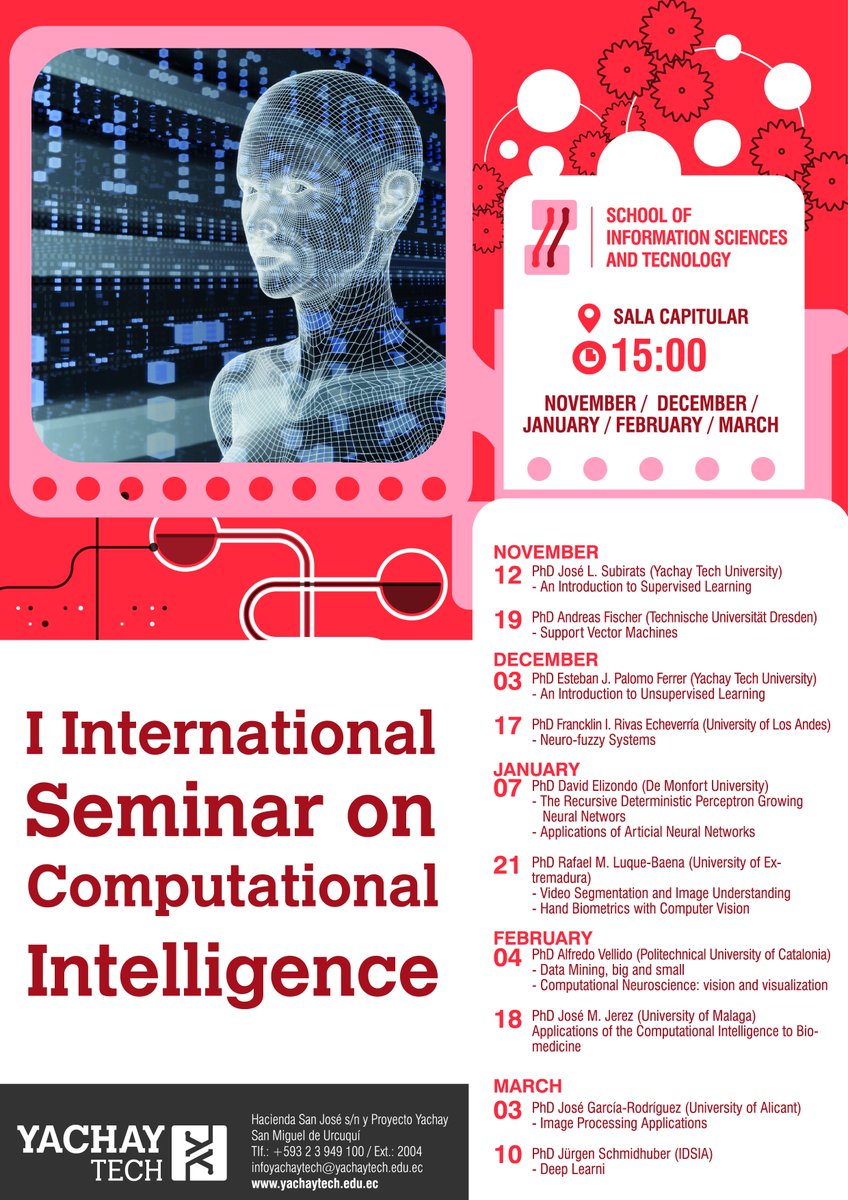 SCHOOL OF
INFORMATION SCIENCES
AND TECNOLOGY
SALA CAPITULAR
15:00
NOVEMBER / DECEMBER /
JANUARY / FEBRUARY / MARCH
I International
Seminar on
Computational
Intelligence
NOVEMBER
12 PhD José L. Subirats (Yachay Tech University)
- An Introduction to Supervised Learning
19 PhD Andreas Fischer (Technische Universität Dresden)
- Support Vector Machines
DECEMBER
03 PhD Esteban J. Palomo Ferrer (Yachay Tech University)
- An Introduction to Unsupervised Learning
17 PhD Francklin I. Rivas Echeverría (University of Los Andes)
- Neuro-fuzzy Systems
JANUARY
07 PhD David Elizondo (De Monfort University)
- The Recursive Deterministic Perceptron Growing
Neural Networs
- Applications of Articial Neural Networks
21 PhD Rafael M. Luque-Baena (University of Ex-
tremadura)
- Video Segmentation and Image Understanding
- Hand Biometrics with Computer Vision
FEBRUARY
04 PhD Alfredo Vellido (Politechnical University of Catalonia)
- Data Mining, big and small
- Computational Neuroscience: vision and visualization
18 PhD José M. Jerez (University of Malaga)
Applications of the Computational Intelligence to Bio-
medicine
MARCH
03 PhD José García-Rodríguez (University of Alicant)
- Image Processing Applications
10 PhD Jürgen Schmidhuber (IDSIA)
- Deep Learni
YACHAY
TECH
Hacienda San José s/n y Proyecto Yachay
San Miguel de Urcuquí
Tlf.: +593 2 3 949 100 / Ext.: 2004
infoyachaytech@yachaytech.edu.ec
www.yachaytech.edu.ec